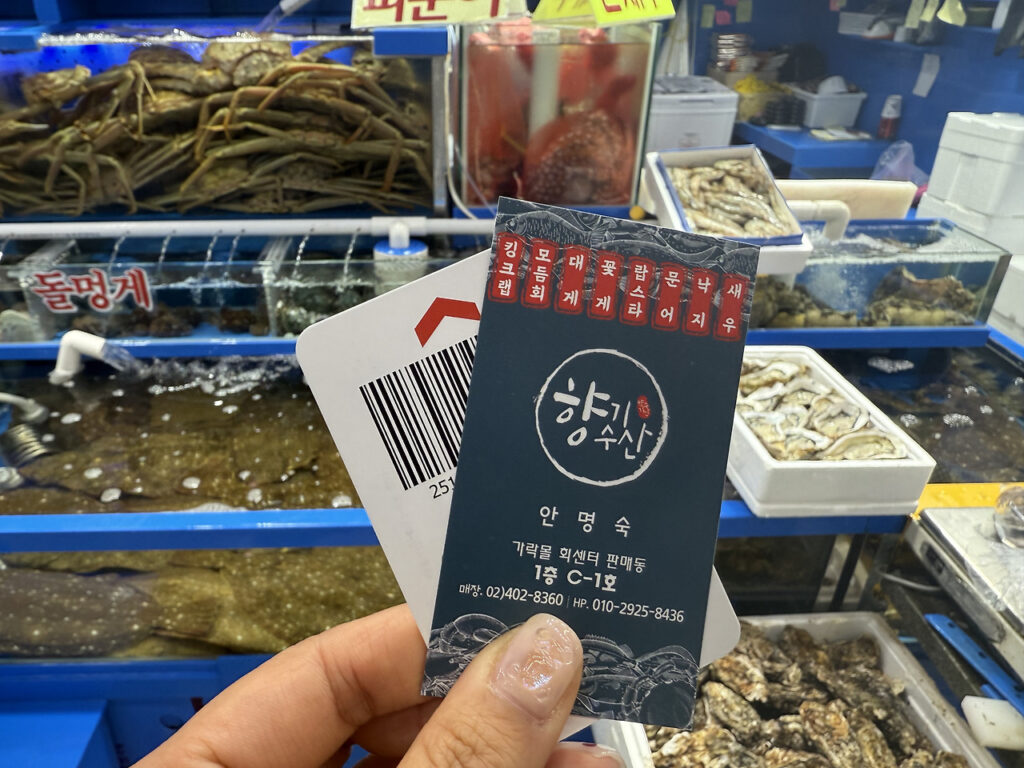 돌멍게
킹크랩 모듬회 대게 꽃게 랍스타 문어 낙지 새우
향기
수산
안 명 숙
가락몰 회센터 판매동
1층 C-1호
매장. 02)402-8360 | HP. 010-2925-8436
251